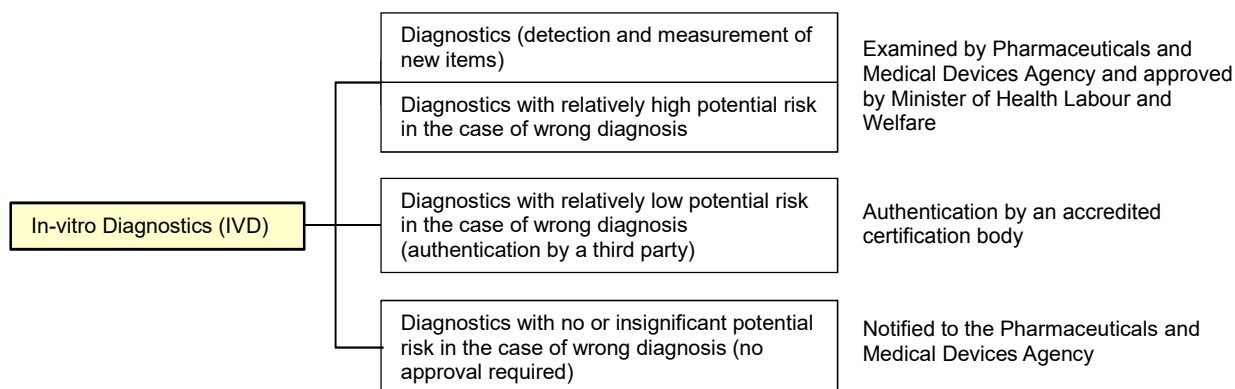 Diagnostics (detection and measurement of
new items)
Examined by Pharmaceuticals and
Medical Devices Agency and approved
by Minister of Health Labour and
Welfare
Diagnostics with relatively high potential risk
in the case of wrong diagnosis
In-vitro Diagnostics (IVD)
Diagnostics with relatively low potential risk
in the case of wrong diagnosis
(authentication by a third party)
Authentication by an accredited
certification body
Diagnostics with no or insignificant potential
risk in the case of wrong diagnosis (no
approval required)
Notified to the Pharmaceuticals and
Medical Devices Agency